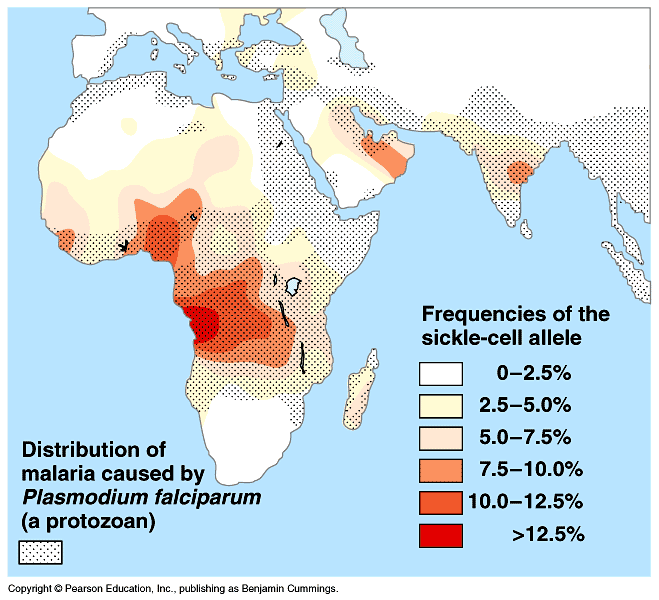 Frequencies of the
sickle-cell allele
0–2.5%
2.5–5.0%
5.0–7.5%
7.5–10.0%
10.0–12.5%
>12.5%
Distribution of
malaria caused by
Plasmodium falciparum
(a protozoan)
Copyright © Pearson Education, Inc., publishing as Benjamin Cummings.